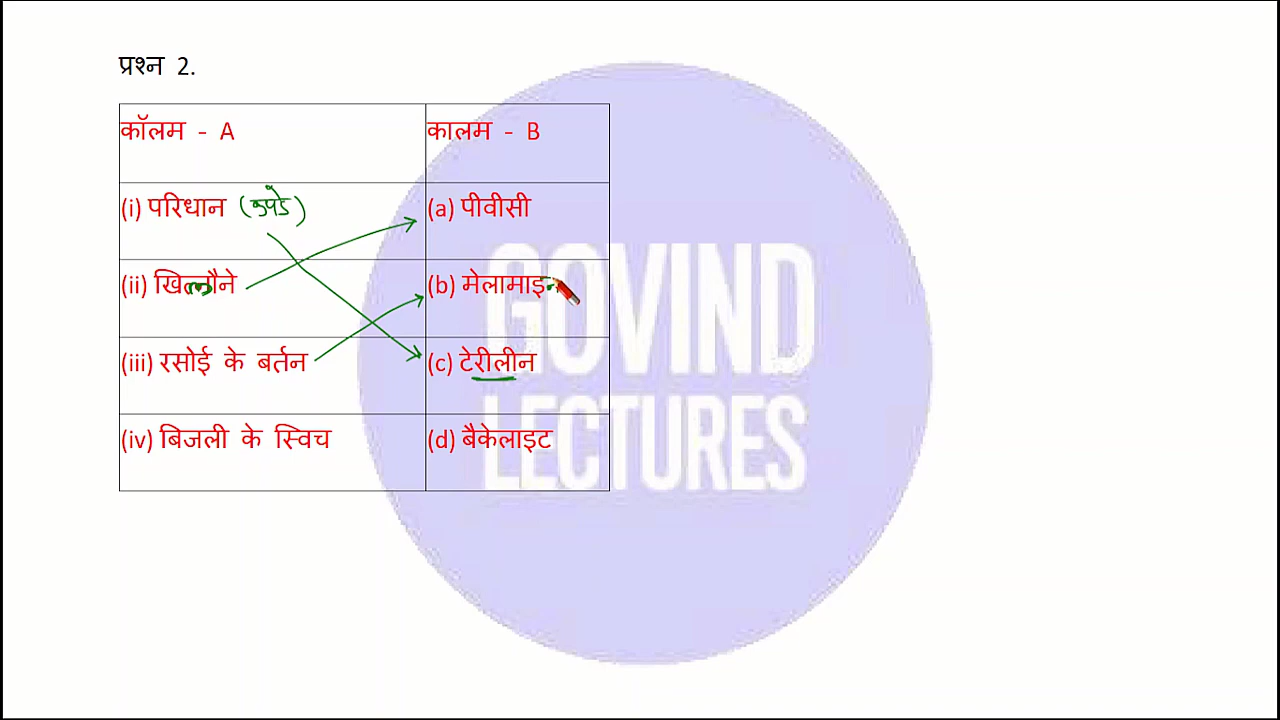 प्रश्न 2.
कॉलम - A कालम - B
(i) परिधान (कपडे) (a) पीवीसी
(ii) खिलौने (b) मेलामाइन
(iii) रसोई के बर्तन (c) टेरीलीन
(iv) बिजली के स्विच (d) बैकेलाइट
GOVIND
LECTURES